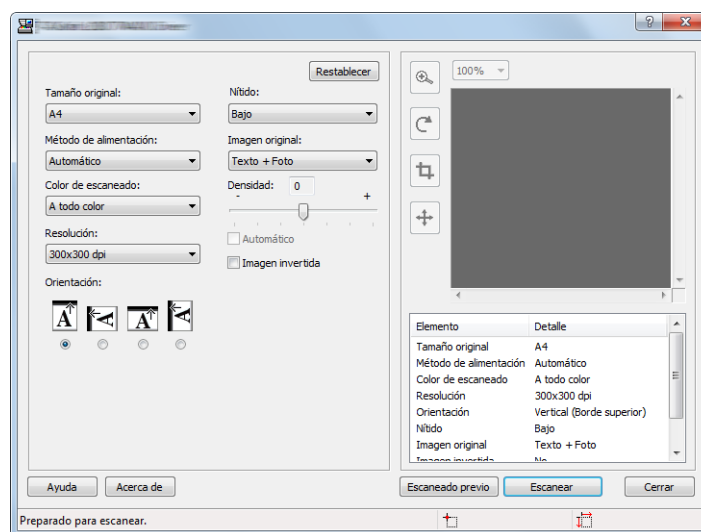 Restablecer
Tamaño original:
A4
Método de alimentación:
Automático
Color de escaneado:
A todo color
Resolución:
300x300 dpi
Orientación:
A A A A
Nítido:
Bajo
Imagen original:
Texto + Foto
Densidad: 0
- +
Automático
Imagen invertida
100%
Elemento Detalle
Tamaño original A4
Método de alimentación Automático
Color de escaneado A todo color
Resolución 300x300 dpi
Orientación Vertical (Borde superior)
Nítido Bajo
Imagen original Texto + Foto
Imagen invertida No
Ayuda Acerca de Escaneado previo Escanear Cerrar
Preparado para escanear.